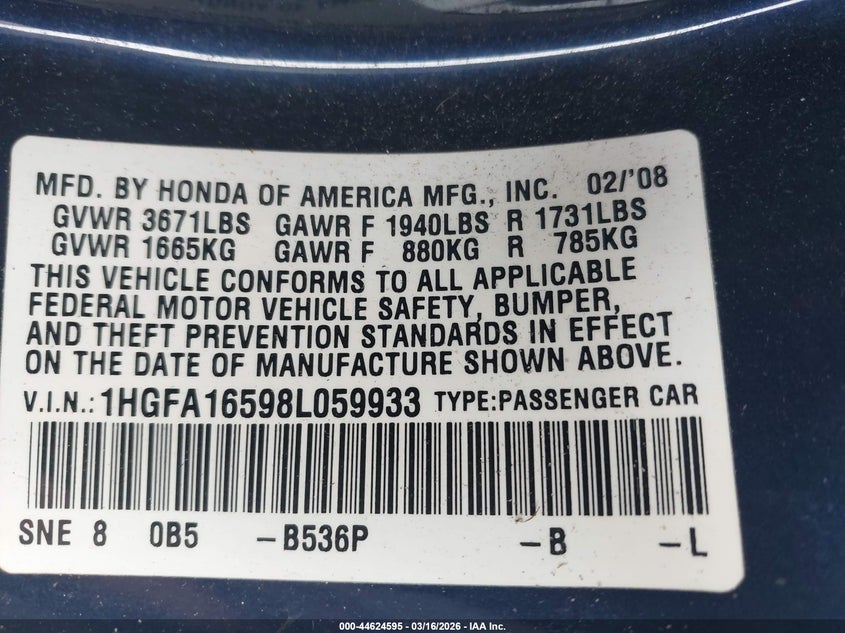 MFD. BY HONDA OF AMERICA MFG., INC. 02/'08
GVWR 3671LBS GAWR F 1940LBS R 1731LBS
GVWR 1665KG GAWR F 880KG R 785KG
THIS VEHICLE CONFORMS TO ALL APPLICABLE
FEDERAL MOTOR VEHICLE SAFETY, BUMPER,
AND THEFT PREVENTION STANDARDS IN EFFECT
ON THE DATE OF MANUFACTURE SHOWN ABOVE.
V.I.N.: 1HGFA16598L059933 TYPE:PASSENGER CAR
SNE 8 0B5 -B536P -B -L
000-44624595 - 03/16/2026 - IAA Inc.